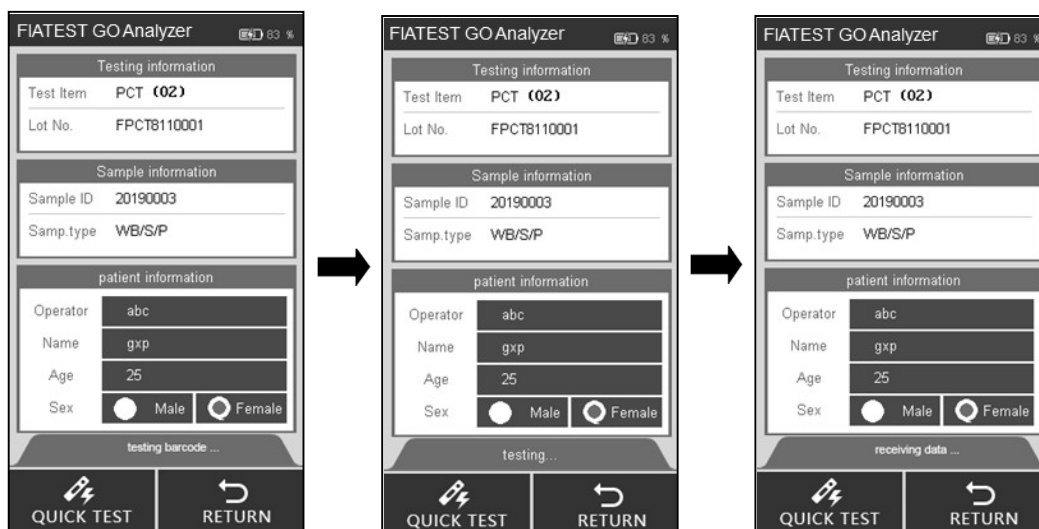 FIATEST GO Analyzer 83 %
Testing information
Test Item PCT (02)
Lot No. FPCT8110001
Sample information
Sample ID 20190003
Samp.type WB/S/P
patient information
Operator abc
Name gxp
Age 25
Sex Male Female
testing barcode ...
QUICK TEST RETURN
FIATEST GO Analyzer 83 %
Testing information
Test Item PCT (02)
Lot No. FPCT8110001
Sample information
Sample ID 20190003
Samp.type WB/S/P
patient information
Operator abc
Name gxp
Age 25
Sex Male Female
testing...
QUICK TEST RETURN
FIATEST GO Analyzer 83 %
Testing information
Test Item PCT (02)
Lot No. FPCT8110001
Sample information
Sample ID 20190003
Samp.type WB/S/P
patient information
Operator abc
Name gxp
Age 25
Sex Male Female
receiving data ...
QUICK TEST RETURN